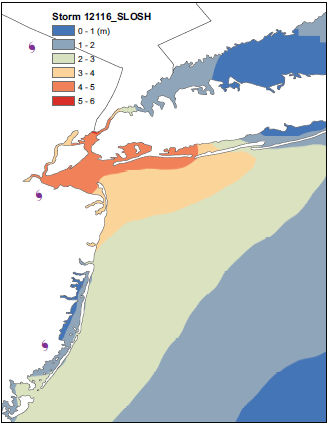 Storm 12116_SLOSH
0 - 1 (m)
1 - 2
2 - 3
3 - 4
4 - 5
5 - 6